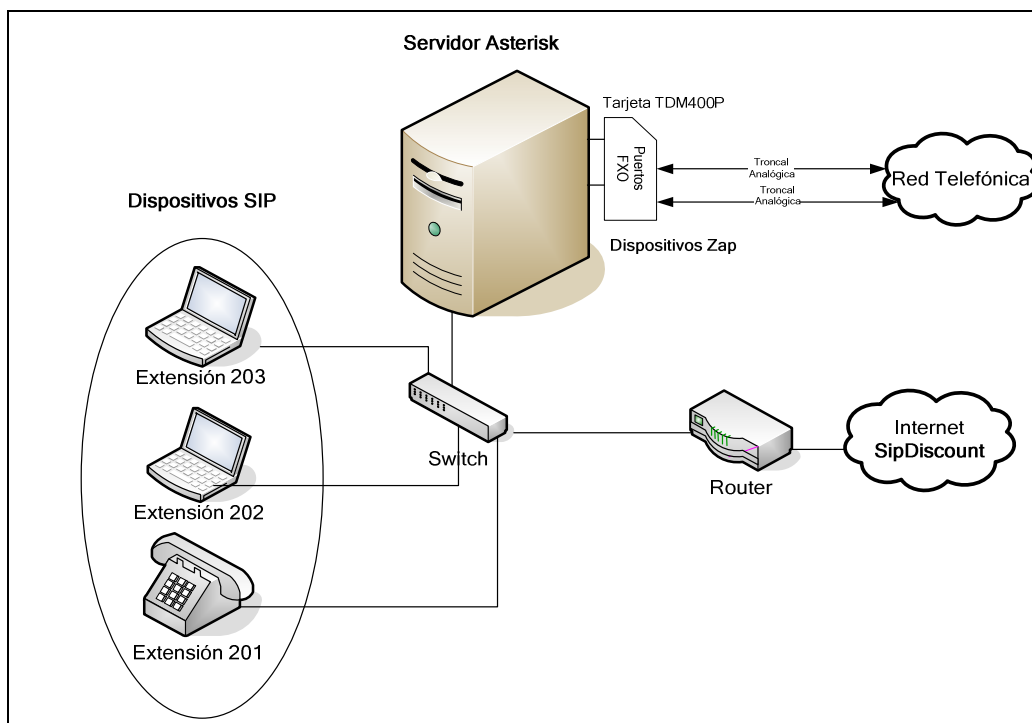 Servidor Asterisk
Tarjeta TDM400P
Puertos
FXO
Troncal
Analógica
Troncal
Analógica
Red Telefónica
Dispositivos Zap
Dispositivos SIP
Extensión 203
Extensión 202
Extensión 201
Switch
Router
Internet
SipDiscount